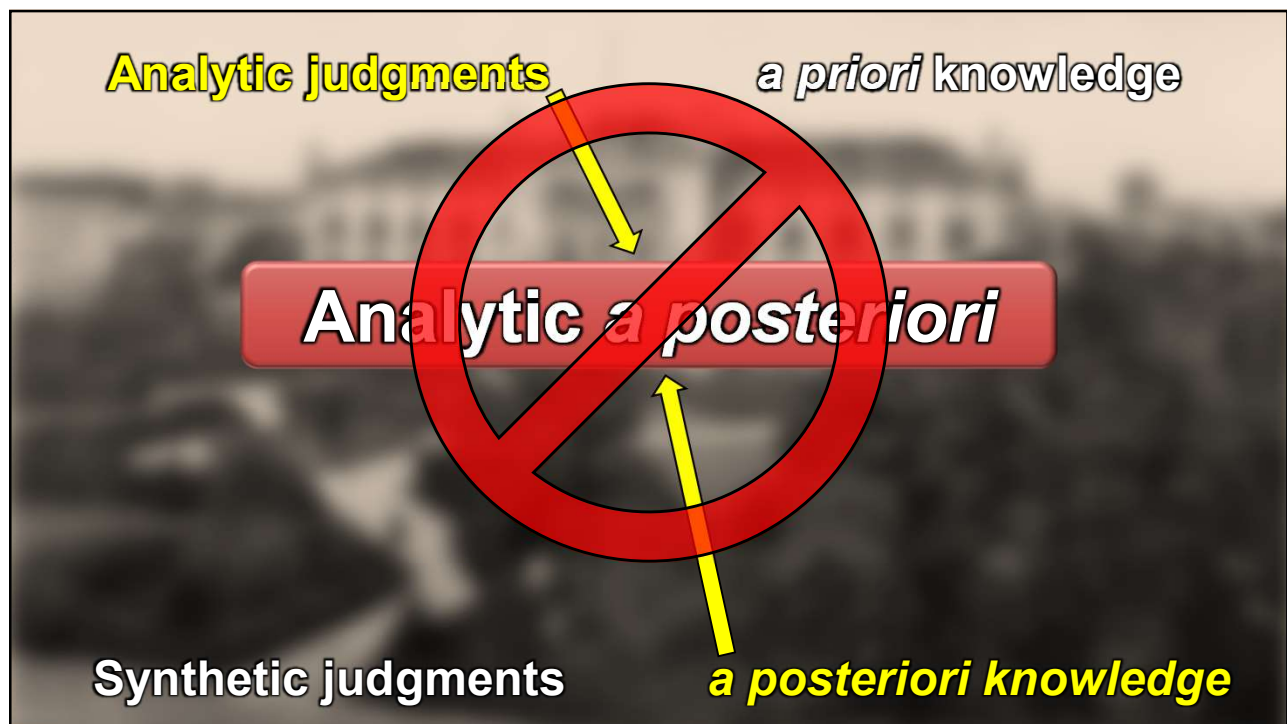 Analytic judgments
a priori knowledge
Analytic a posteriori
Synthetic judgments
a posteriori knowledge